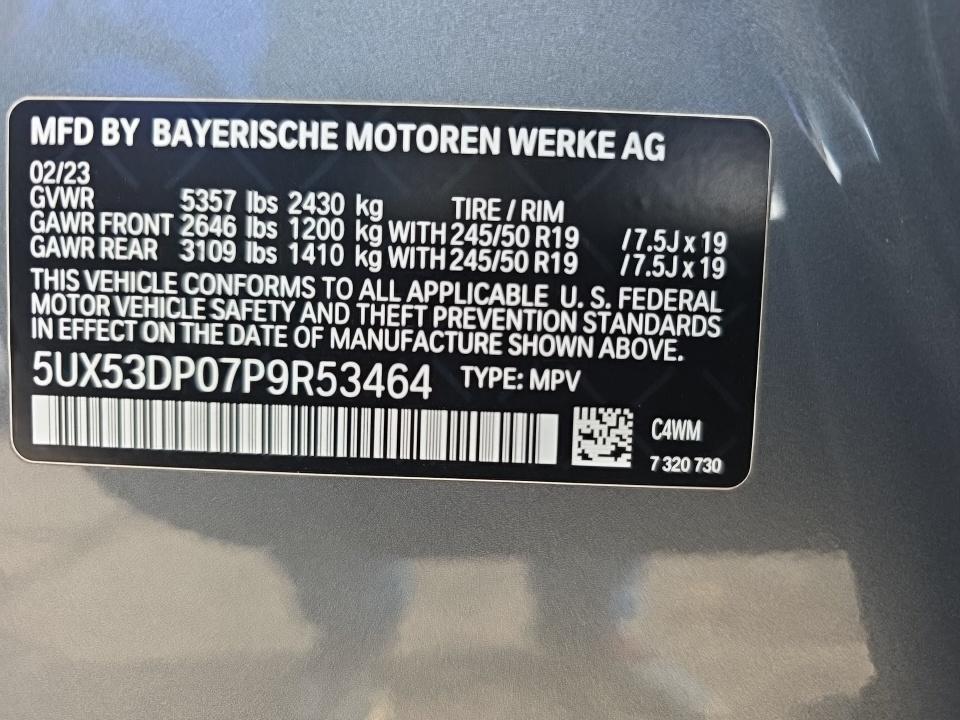 MFD BY BAYERISCHE MOTOREN WERKE AG
02/23
GVWR 5357 lbs 2430 kg TIRE / RIM
GAWR FRONT 2646 lbs 1200 kg WITH 245/50 R19 / 7.5J x 19
GAWR REAR 3109 lbs 1410 kg WITH 245/50 R19 / 7.5J x 19
THIS VEHICLE CONFORMS TO ALL APPLICABLE U. S. FEDERAL
MOTOR VEHICLE SAFETY AND THEFT PREVENTION STANDARDS
IN EFFECT ON THE DATE OF MANUFACTURE SHOWN ABOVE.
5UX53DP07P9R53464 TYPE: MPV
C4WM
7 320 730